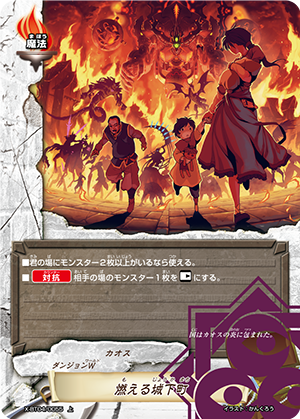 魔法
■君の場にモンスター2枚以上がいるなら使える。
■対抗 相手の場のモンスター1枚を にする。
国はカオスの炎に包まれた。
カオス
ダンジョンW
燃える城下町
X-BT04/0055 上
イラスト かんくろう